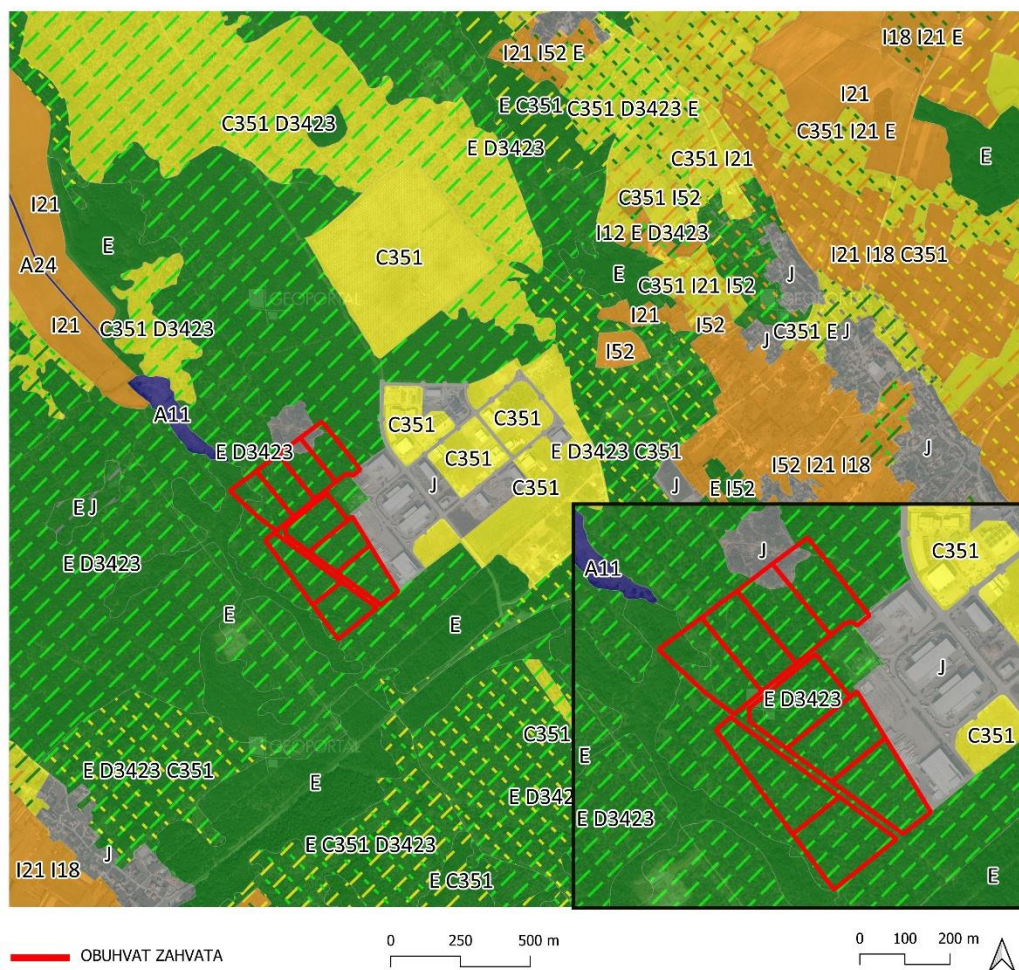 I18 I21 E
I21 I52 E
I21
E C351
C351 D3423 E
C351 D3423
C351 I21 E
E D3423
C351 I21
E
C351 I52
I21
I12 E D3423
E
I21 I18 C351
C351
E
J
A24
C351 I21 I52
GEOPORTAL
GEOPORTAL
I21
I21
C351 D3423
I52
C351 E J
J
I52
A11
C351
C351
E D3423
E D3423 C351
C351
I52 I21 I18
J
C351
J
J
E I52
E J
E D3423
C351
A11
J
E
E
J
E D3423
C351
C351
GEOPORTAL
E
E D3423 C351
E
E D342
E D3423
E C351 D3423
J
I21 I18
E C351
E
OBUHVAT ZAHVATA
0 250 500 m
0 100 200 m